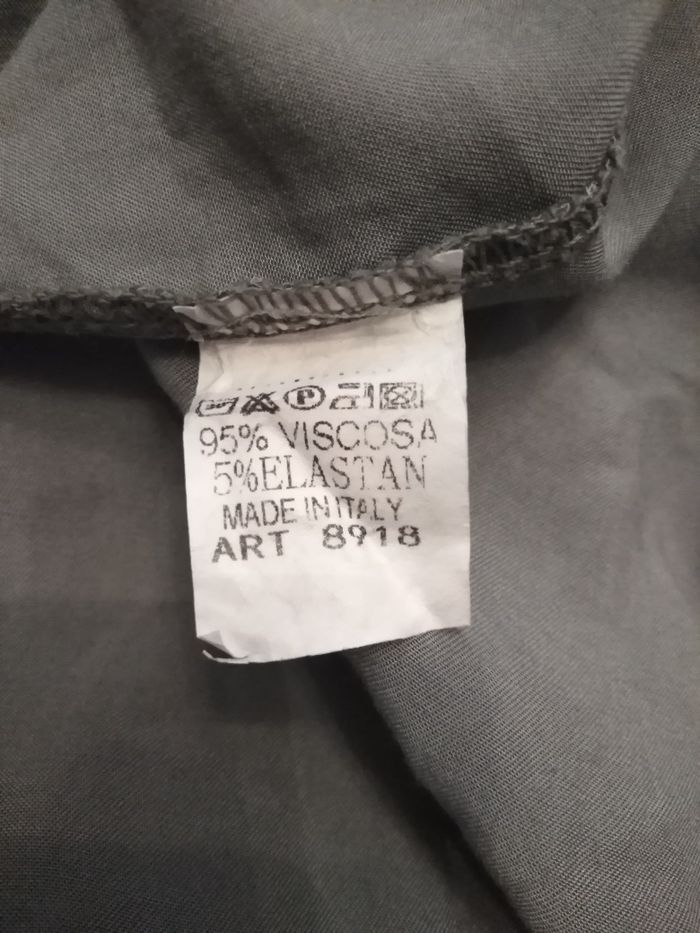 P
95% VISCOSA
5%ELASTAN
MADE IN ITALY
ART 8918